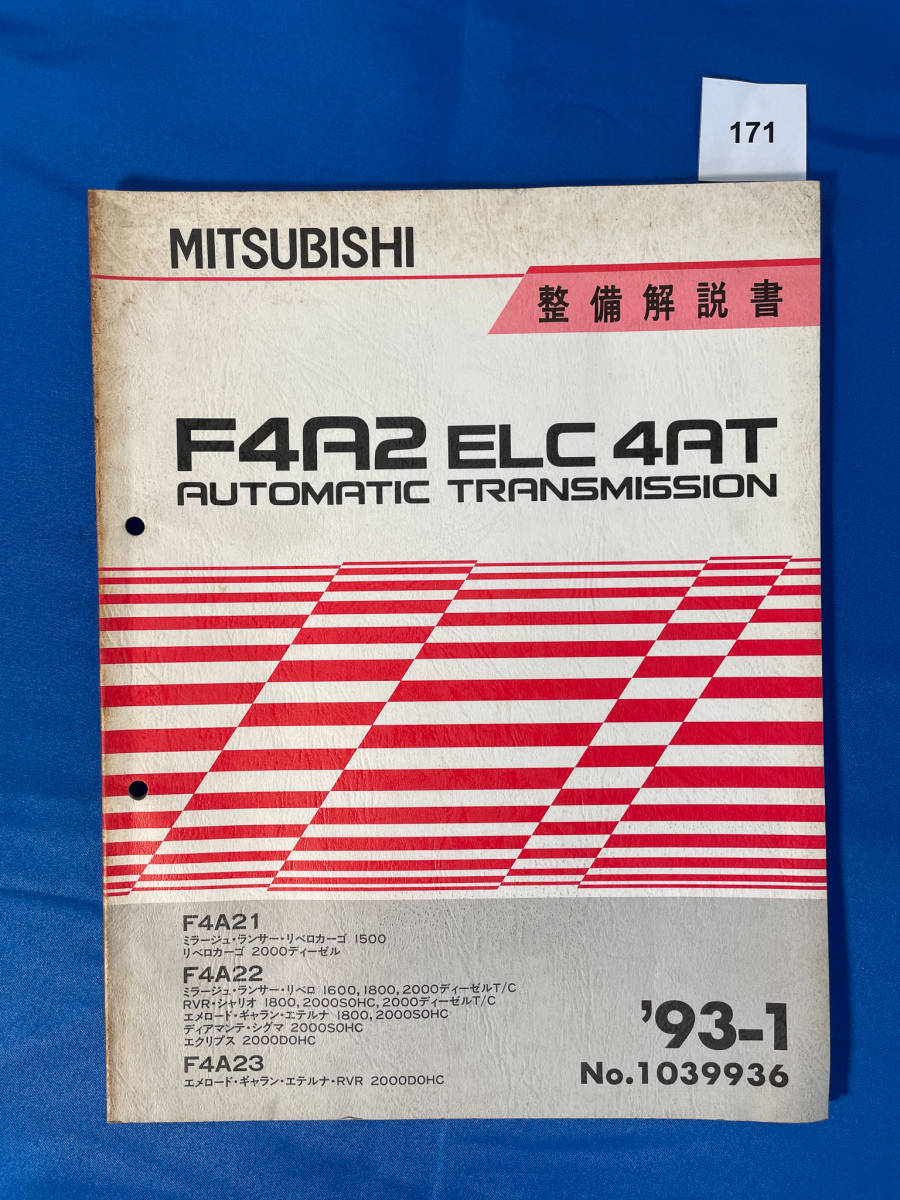 171
MITSUBISHI
整備解説書
F4A2 ELC 4AT
AUTOMATIC TRANSMISSION
F4A21
ミラージュ・ランサー・リベロカーゴ 1500
リベロカーゴ 2000ディーゼル
F4A22
ミラージュ・ランサー・リベロ 1600, 1800, 2000ディーゼルT/C
RVR・シャリオ 1800, 2000SOHC, 2000ディーゼルT/C
エメロード・ギャラン・エテルナ 1800, 2000SOHC
ディアマンテ・シグマ 2000SOHC
エクリプス 2000DOHC
F4A23
エメロード・ギャラン・エテルナ・RVR 2000DOHC
'93-1
No.1039936